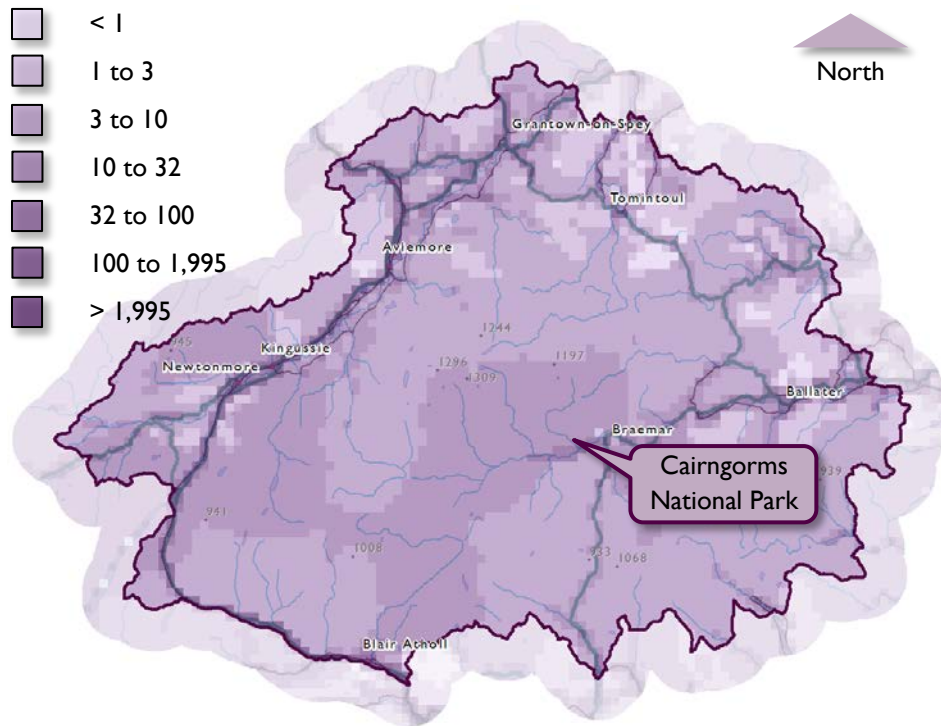 < 1
1 to 3
3 to 10
10 to 32
32 to 100
100 to 1,995
> 1,995
North
Grantown-on-Spey
Tomintoul
Aviemore
1244
945
Kingussie
Newtonmore
1296
1197
1309
Ballater
Braemar
Cairngorms
National Park
939
941
1008
933
1068
Blair Atholl